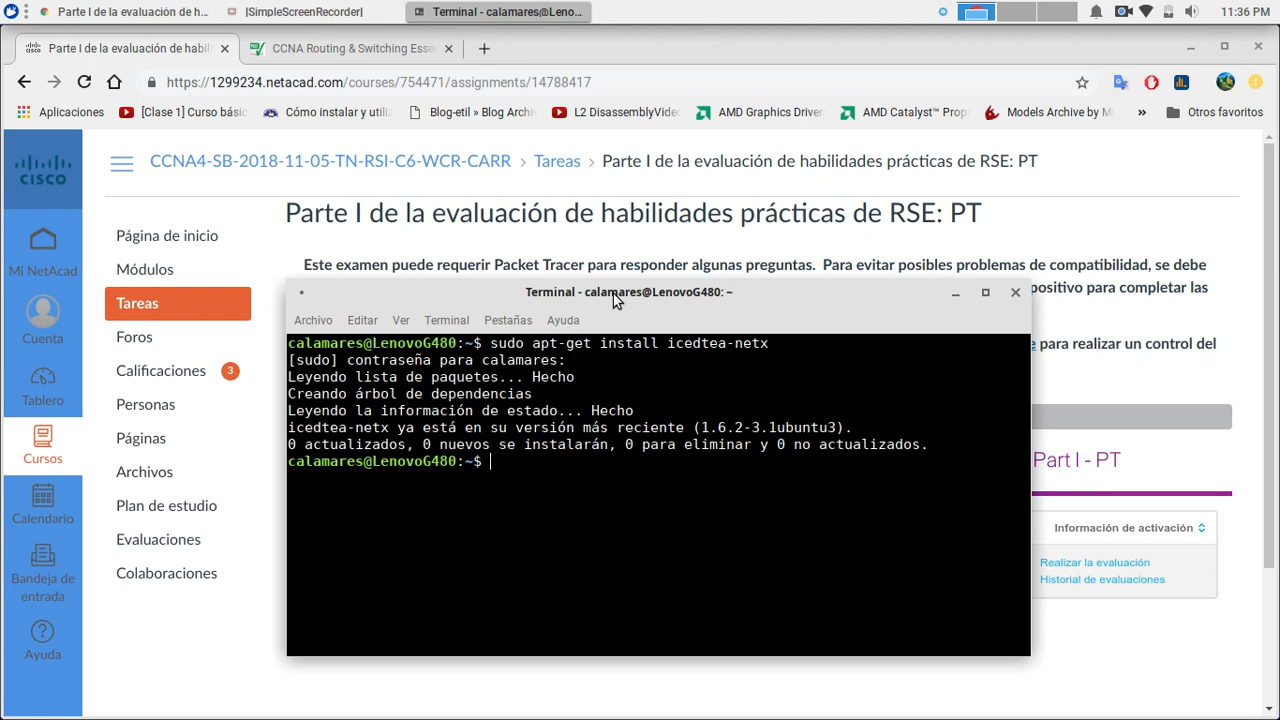 Parte I de la evaluación de h...
[SimpleScreenRecorder]
Terminal - calamares@Leno...
11:36 PM
Parte I de la evaluación de habil
CCNA Routing & Switching Esse
https://1299234.netacad.com/courses/754471/assignments/14788417
Aplicaciones
[Clase 1] Curso básic
Cómo instalar y utiliz
Blog-etil » Blog Archiv
L2 DisassemblyVideo
AMD Graphics Driver
AMD Catalyst™ Prop
Models Archive by M
»
Otros favoritos
CISCO
CCNA4-SB-2018-11-05-TN-RSI-C6-WCR-CARR > Tareas > Parte I de la evaluación de habilidades prácticas de RSE: PT
Mi NetAcad
Cuenta
Tablero
Cursos
Calendario
Bandeja de
entrada
Ayuda
Página de inicio
Módulos
Tareas
Foros
Calificaciones 3
Personas
Páginas
Archivos
Plan de estudio
Evaluaciones
Colaboraciones
Parte I de la evaluación de habilidades prácticas de RSE: PT
Este examen puede requerir Packet Tracer para responder algunas preguntas. Para evitar posibles problemas de compatibilidad, se debe
positivo para completar las
e para realizar un control del
Part I - PT
Información de activación
Realizar la evaluación
Historial de evaluaciones
Terminal - calamares@LenovoG480: ~
Archivo Editar Ver Terminal Pestañas Ayuda
calamares@LenovoG480:~$ sudo apt-get install icedtea-netx
[sudo] contraseña para calamares:
Leyendo lista de paquetes... Hecho
Creando árbol de dependencias
Leyendo la información de estado... Hecho
icedtea-netx ya está en su versión más reciente (1.6.2-3.1ubuntu3).
0 actualizados, 0 nuevos se instalarán, 0 para eliminar y 0 no actualizados.
calamares@LenovoG480:~$